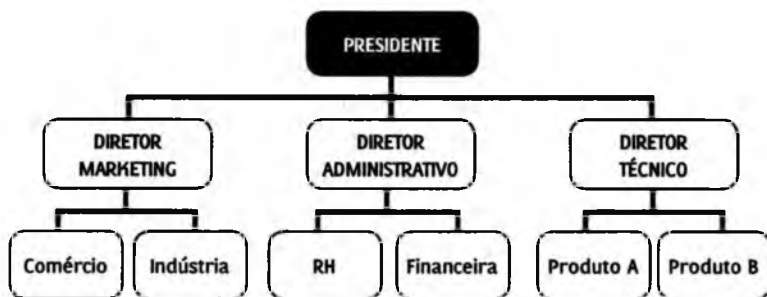 PRESIDENTE
DIRETOR
MARKETING
DIRETOR
ADMINISTRATIVO
DIRETOR
TÉCNICO
Comércio
Indústria
RH
Financeira
Produto A
Produto B